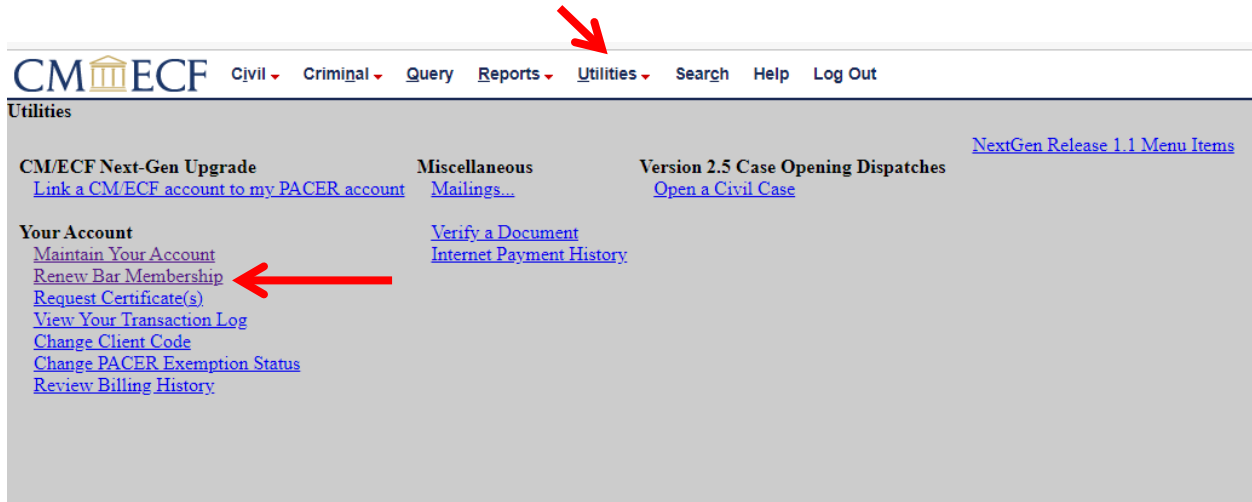 CM ECF Civil Criminal Query Reports Utilities Search Help Log Out
Utilities
NextGen Release 1.1 Menu Items
CM/ECF Next-Gen Upgrade
Link a CM/ECF account to my PACER account
Miscellaneous
Mailings...
Version 2.5 Case Opening Dispatches
Open a Civil Case
Your Account
Maintain Your Account
Renew Bar Membership
Request Certificate(s)
View Your Transaction Log
Change Client Code
Change PACER Exemption Status
Review Billing History
Verify a Document
Internet Payment History